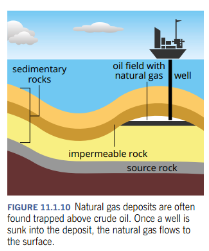 sedimentary
rocks
oil field with
natural gas
well
impermeable rock
source rock
FIGURE 11.1.10 Natural gas deposits are often
found trapped above crude oil. Once a well is
sunk into the deposit, the natural gas flows to
the surface.